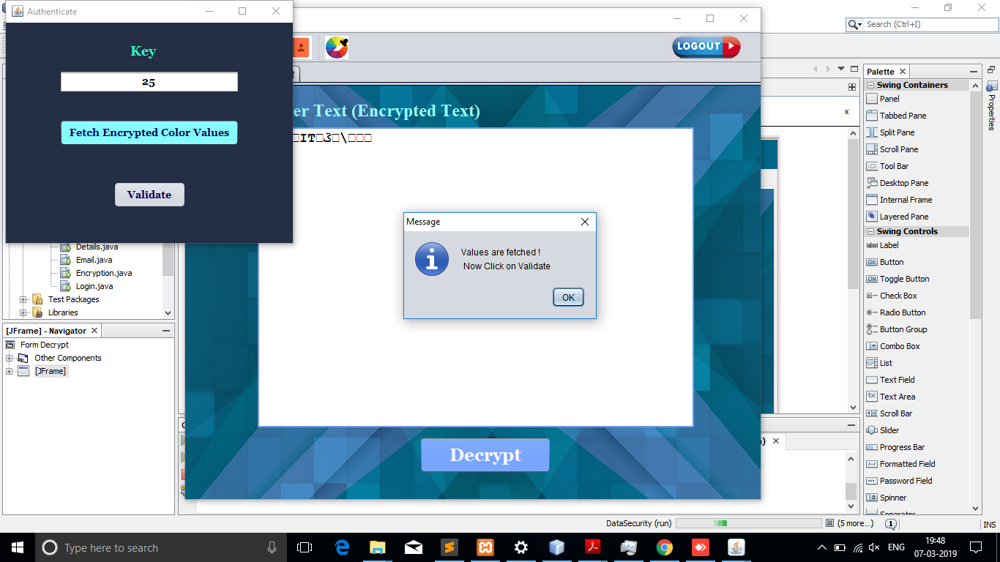 Authenticate
Key
25
Fetch Encrypted Color Values
Validate
LOGOUT
er Text (Encrypted Text)
□IT□ڴ□\□□□
Message
Values are fetched !
Now Click on Validate
OK
Decrypt
Search (Ctrl+I)
Palette
Swing Containers
Panel
Tabbed Pane
Split Pane
Scroll Pane
Tool Bar
Desktop Pane
Internal Frame
Layered Pane
Swing Controls
label Label
OK Button
ON Toggle Button
Check Box
Radio Button
Button Group
Combo Box
List
Text Field
Text Area
Scroll Bar
Slider
Progress Bar
Formatted Field
Password Field
Spinner
Properties
x
Details.java
Email.java
Encryption.java
Login.java
Test Packages
Libraries
[JFrame] - Navigator
Form Decrypt
Other Components
[JFrame]
DataSecurity (run)
(5 more...)
1
INS
Type here to search
ENG
19:48
07-03-2019